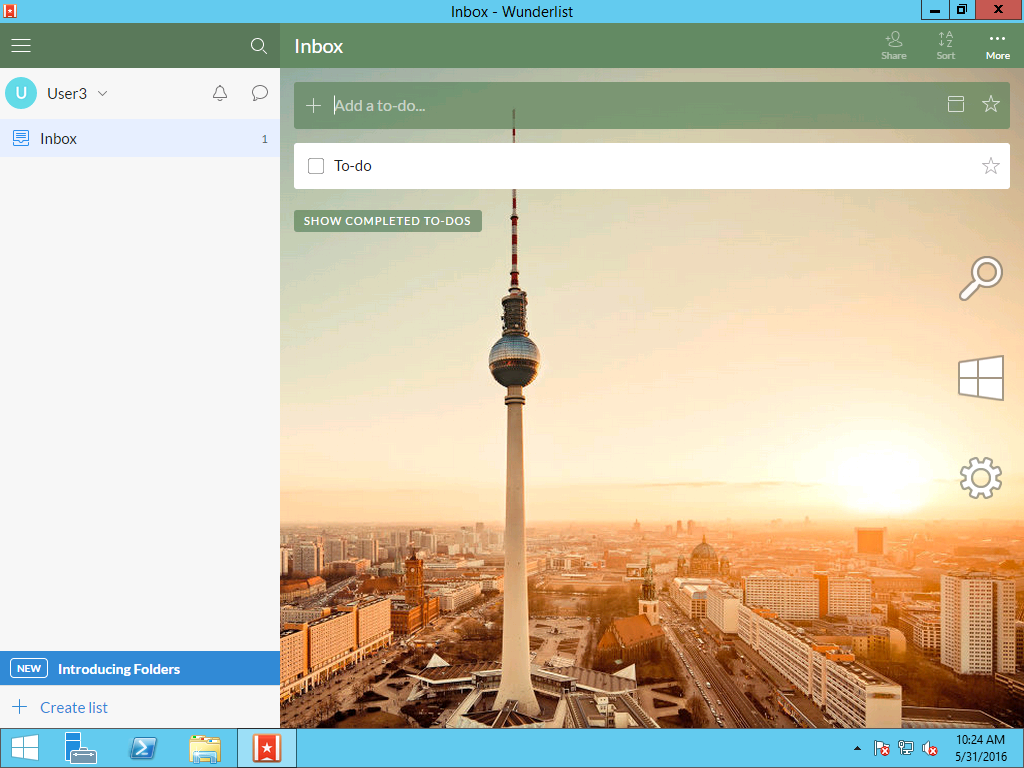 Inbox - Wunderlist
Inbox
Share
Sort
More
U
User3
Add a to-do...
Inbox 1
To-do
SHOW COMPLETED TO-DOS
NEW Introducing Folders
Create list
10:24 AM
5/31/2016